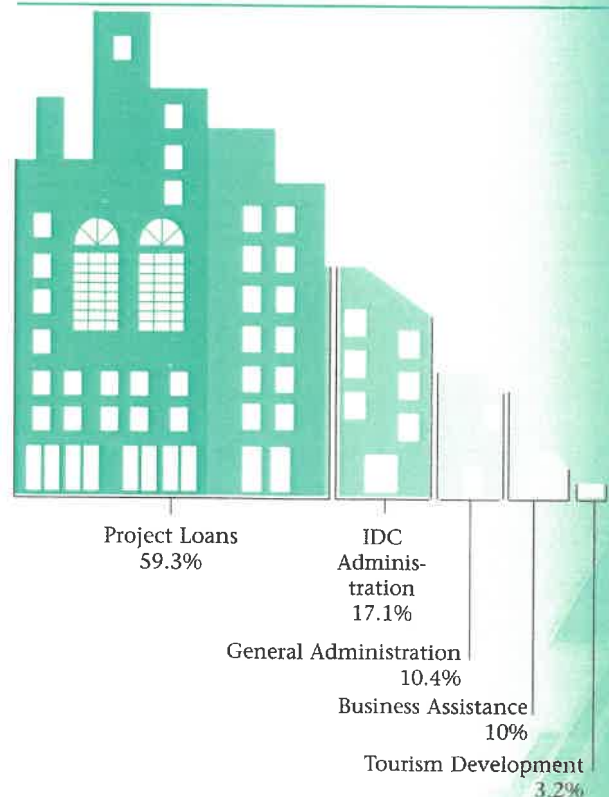 Project Loans
59.3%
IDC
Adminis-
tration
17.1%
General Administration
10.4%
Business Assistance
10%
Tourism Development
3.2%